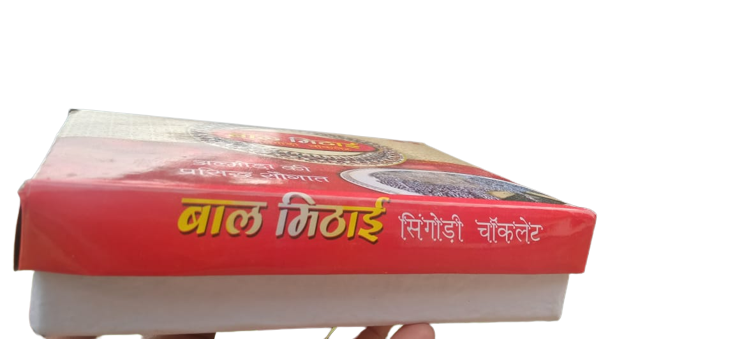 बाल मिठाई
अल्मोड़ा की
प्रसिद्ध सौगात
बाल मिठाई सिंगोड़ी चॉकलेट